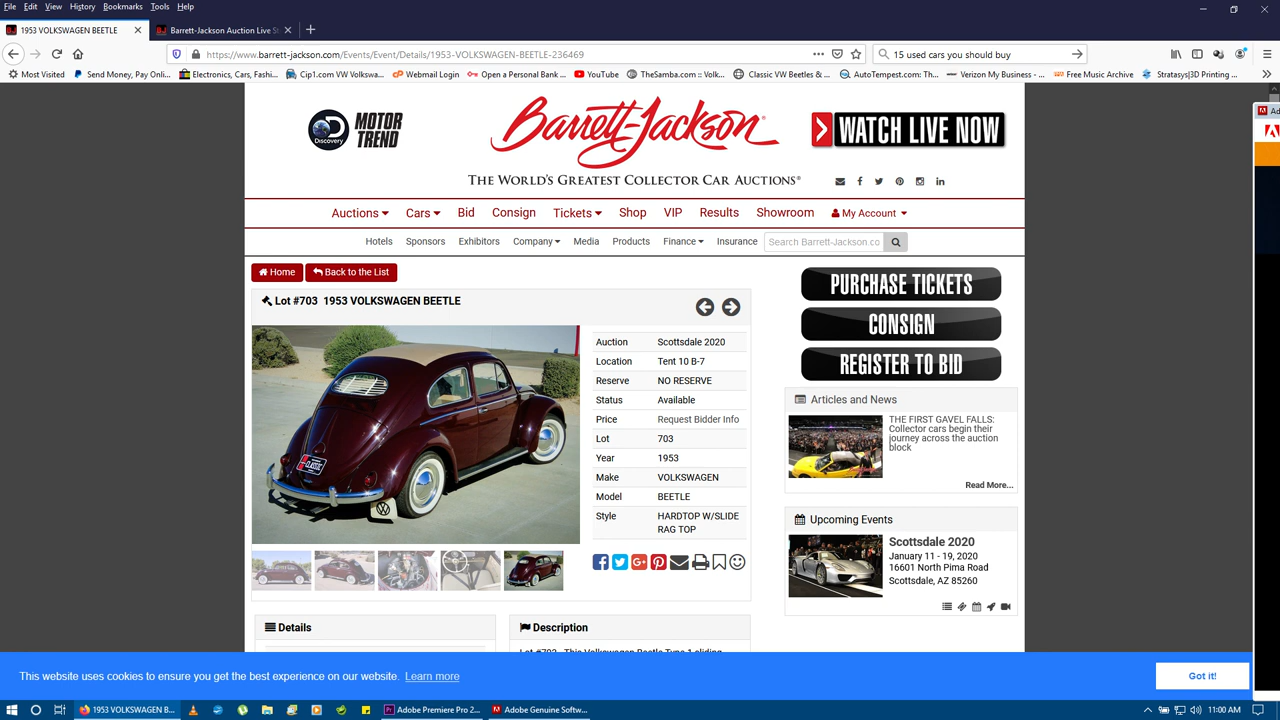 File Edit View History Bookmarks Tools Help
1953 VOLKSWAGEN BEETLE
Barrett-Jackson Auction Live S
https://www.barrett-jackson.com/Events/Event/Details/1953-VOLKSWAGEN-BEETLE-236469
15 used cars you should buy
Most Visited
Send Money, Pay Onli...
Electronics, Cars, Fashi...
Cip1.com VW Volkswa...
Webmail Login
Open a Personal Bank ...
YouTube
TheSamba.com :: Volk...
Classic VW Beetles & ...
AutoTempest.com: Th...
Verizon My Business - ...
Free Music Archive
Stratasys|3D Printing ...
Discovery
MOTOR TREND
Barrett-Jackson
THE WORLD'S GREATEST COLLECTOR CAR AUCTIONS®
WATCH LIVE NOW
Auctions Cars Bid Consign Tickets Shop VIP Results Showroom My Account
Hotels Sponsors Exhibitors Company Media Products Finance Insurance Search Barrett-Jackson.co
Home Back to the List
Lot #703 1953 VOLKSWAGEN BEETLE
CLASSIC
Auction Scottsdale 2020
Location Tent 10 B-7
Reserve NO RESERVE
Status Available
Price Request Bidder Info
Lot 703
Year 1953
Make VOLKSWAGEN
Model BEETLE
Style HARDTOP W/SLIDE
RAG TOP
PURCHASE TICKETS
CONSIGN
REGISTER TO BID
Articles and News
THE FIRST GAVEL FALLS:
Collector cars begin their
journey across the auction
block
Read More...
Upcoming Events
Scottsdale 2020
January 11 - 19, 2020
16601 North Pima Road
Scottsdale, AZ 85260
Details
Description
Lot #703 - This Volkswagen Beetle Type 1 sliding
This website uses cookies to ensure you get the best experience on our website. Learn more
Got it!
1953 VOLKSWAGEN B...
Adobe Premiere Pro 2...
Adobe Genuine Softw...
11:00 AM